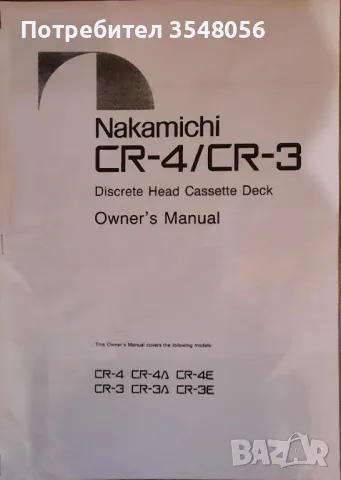 Потребител 3548056
Nakamichi
CR-4/CR-3
Discrete Head Cassette Deck
Owner's Manual
This Owner's Manual covers the following models
CR-4 CR-4A CR-4E
CR-3 CR-3A CR-3E
BAZAR